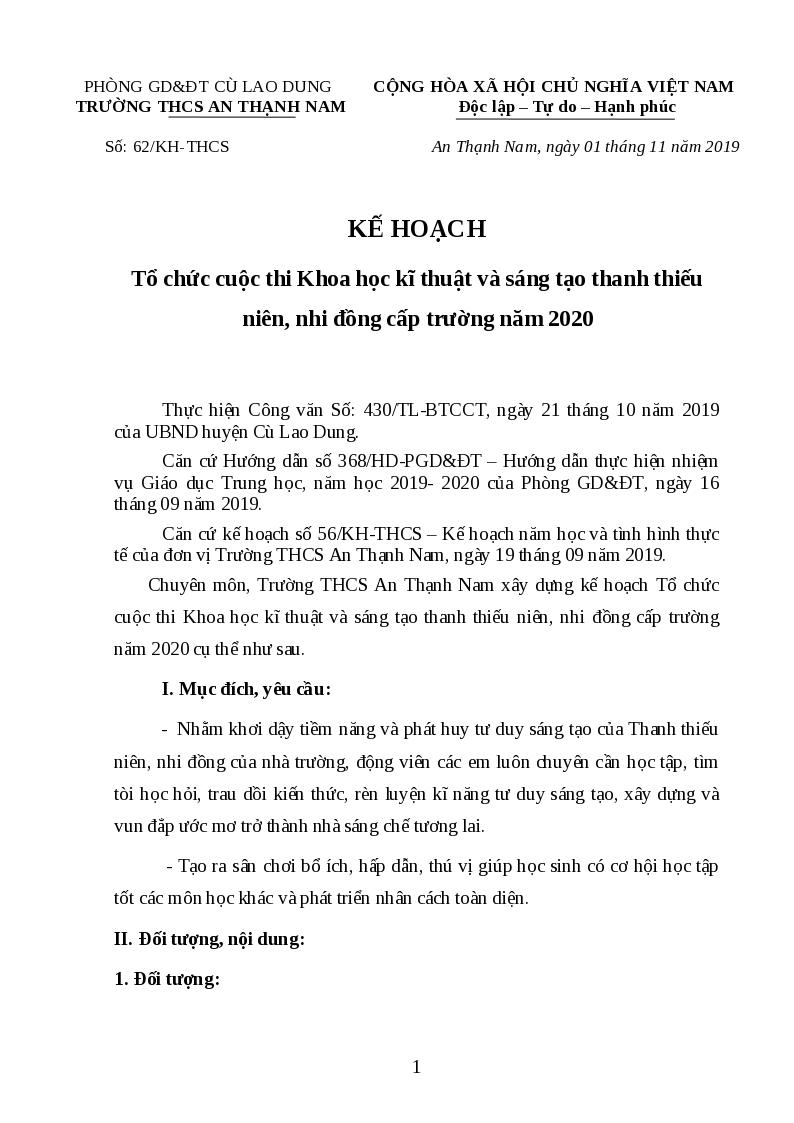 PHÒNG GD&ĐT CÙ LAO DUNG
TRƯỜNG THCS AN THẠNH NAM
CỘNG HÒA XÃ HỘI CHỦ NGHĨA VIỆT NAM
Độc lập – Tự do – Hạnh phúc
Số: 62/KH-THCS
An Thạnh Nam, ngày 01 tháng 11 năm 2019
KẾ HOẠCH
Tổ chức cuộc thi Khoa học kĩ thuật và sáng tạo thanh thiếu
niên, nhi đồng cấp trường năm 2020
Thực hiện Công văn Số: 430/TL-BTCCT, ngày 21 tháng 10 năm 2019
của UBND huyện Cù Lao Dung.
Căn cứ Hướng dẫn số 368/HD-PGD&ĐT – Hướng dẫn thực hiện nhiệm
vụ Giáo dục Trung học, năm học 2019- 2020 của Phòng GD&ĐT, ngày 16
tháng 09 năm 2019.
Căn cứ kế hoạch số 56/KH-THCS – Kế hoạch năm học và tình hình thực
tế của đơn vị Trường THCS An Thạnh Nam, ngày 19 tháng 09 năm 2019.
Chuyên môn, Trường THCS An Thạnh Nam xây dựng kế hoạch Tổ chức
cuộc thi Khoa học kĩ thuật và sáng tạo thanh thiếu niên, nhi đồng cấp trường
năm 2020 cụ thể như sau.
I. Mục đích, yêu cầu:
- Nhằm khơi dậy tiềm năng và phát huy tư duy sáng tạo của Thanh thiếu
niên, nhi đồng của nhà trường, động viên các em luôn chuyên cần học tập, tìm
tòi học hỏi, trau dồi kiến thức, rèn luyện kĩ năng tư duy sáng tạo, xây dựng và
vun đắp ước mơ trở thành nhà sáng chế tương lai.
- Tạo ra sân chơi bổ ích, hấp dẫn, thú vị giúp học sinh có cơ hội học tập
tốt các môn học khác và phát triển nhân cách toàn diện.
II. Đối tượng, nội dung:
1. Đối tượng:
1